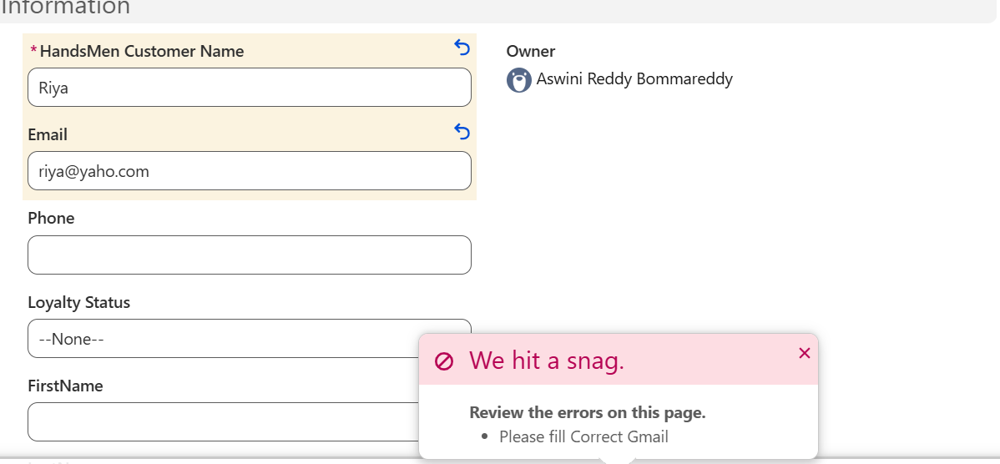 Information
*HandsMen Customer Name
Riya
Email
riya@yaho.com
Phone
Loyalty Status
--None--
FirstName
Owner
Aswini Reddy Bommareddy
We hit a snag.
Review the errors on this page.
• Please fill Correct Gmail